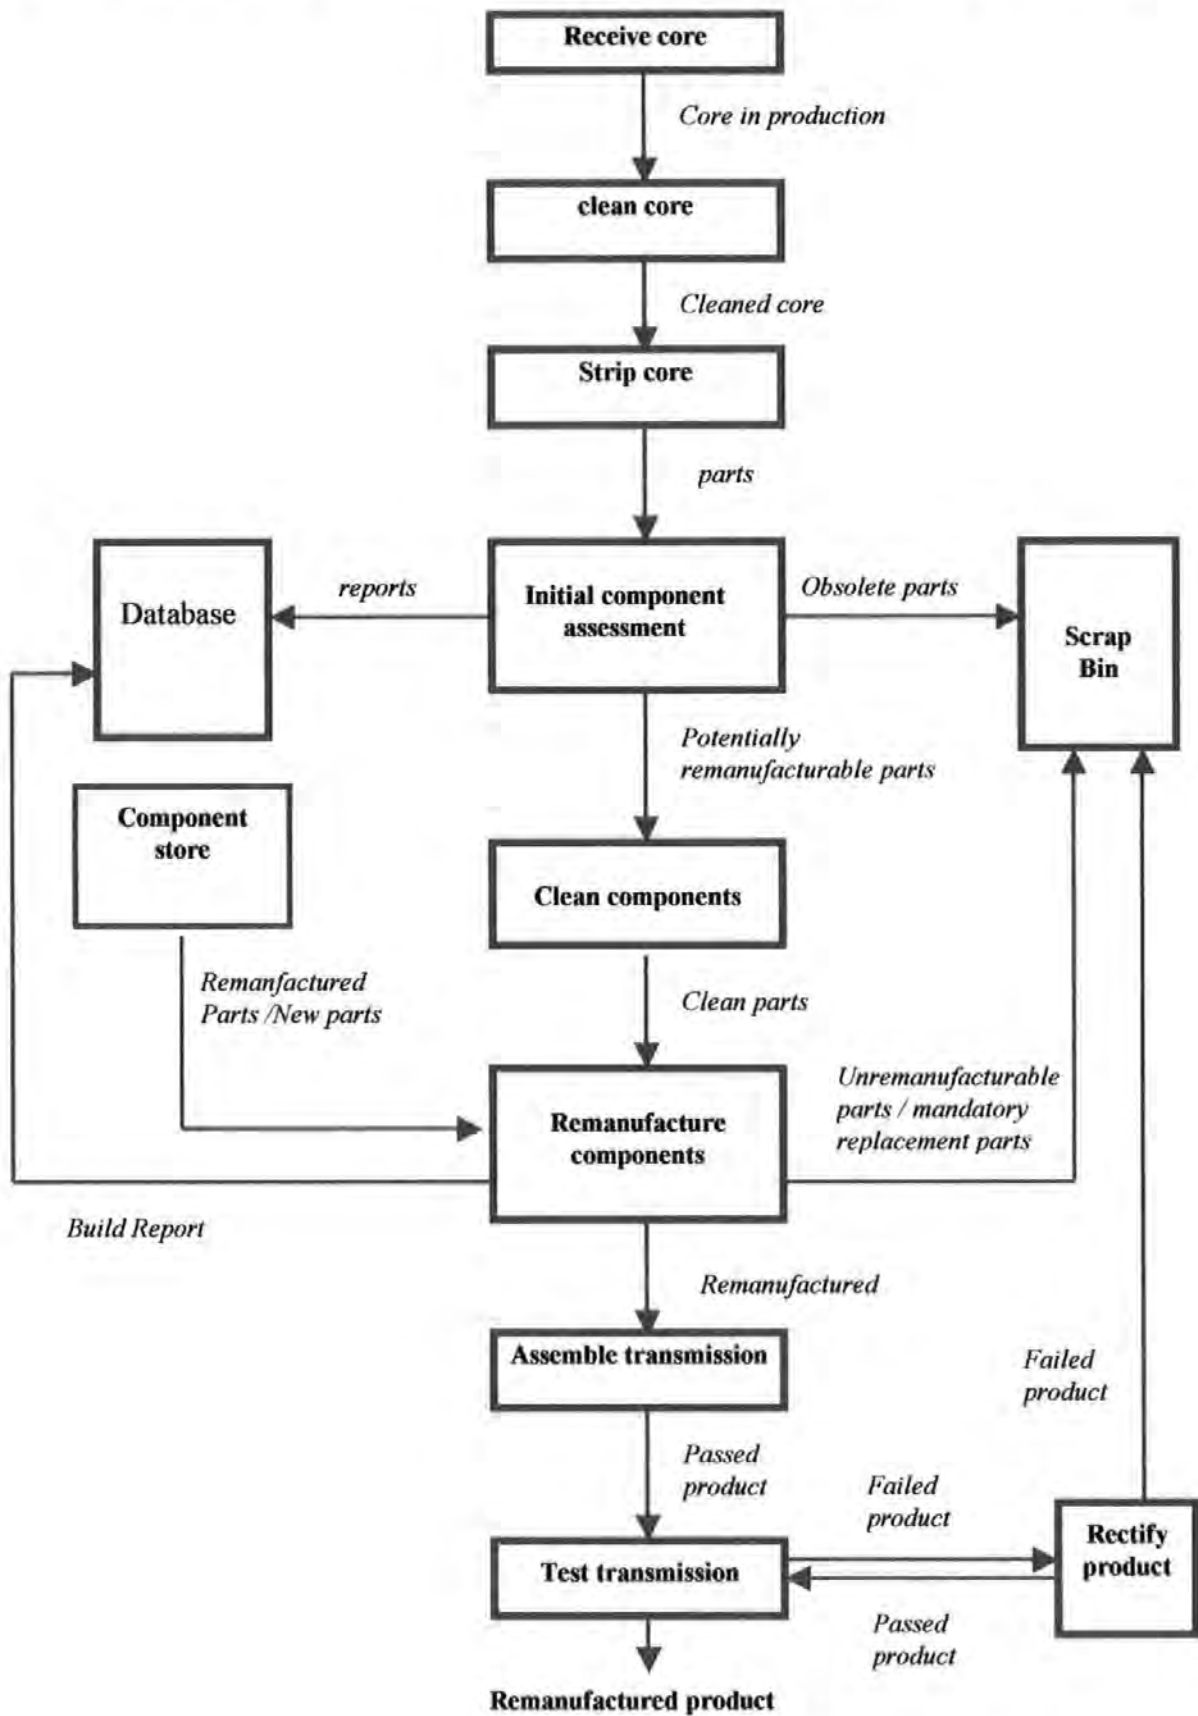 Receive core
Core in production
clean core
Cleaned core
Strip core
parts
Database
reports
Initial component
assessment
Obsolete parts
Scrap
Bin
Potentially
remanufacturable parts
Component
store
Clean components
Remanfactured
Parts /New parts
Clean parts
Unremanufacturable
parts / mandatory
replacement parts
Remanufacture
components
Build Report
Remanufactured
Assemble transmission
Failed
product
Passed
product
Failed
product
Rectify
product
Test transmission
Passed
product
Remanufactured product